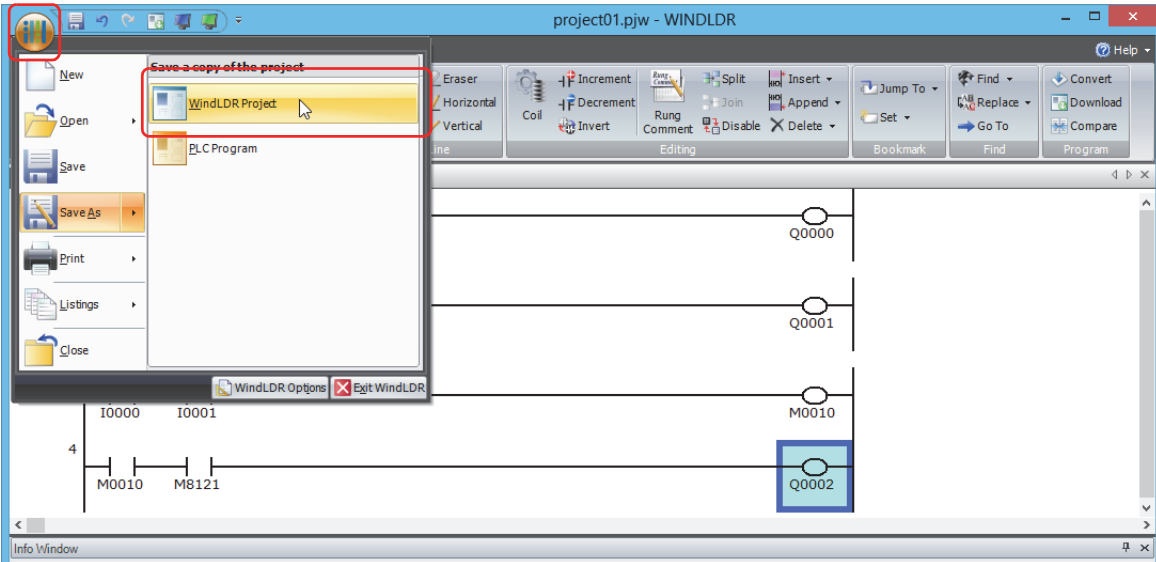 project01.pjw - WINDLDR
Help
New
Open
Save
Save As
Print
Listings
Close
Save a copy of the project
WindLDR Project
PLC Program
WindLDR Options
Exit WindLDR
Eraser
Horizontal
Vertical
ine
Coil
Increment
Decrement
Invert
Rung
Comment
Split
Join
Disable
Insert
Append
Delete
Editing
Jump To
Set
Bookmark
Find
Replace
Go To
Find
Convert
Download
Compare
Program
Q0000
Q0001
I0000 I0001 M0010
4
M0010 M8121 Q0002
Info Window